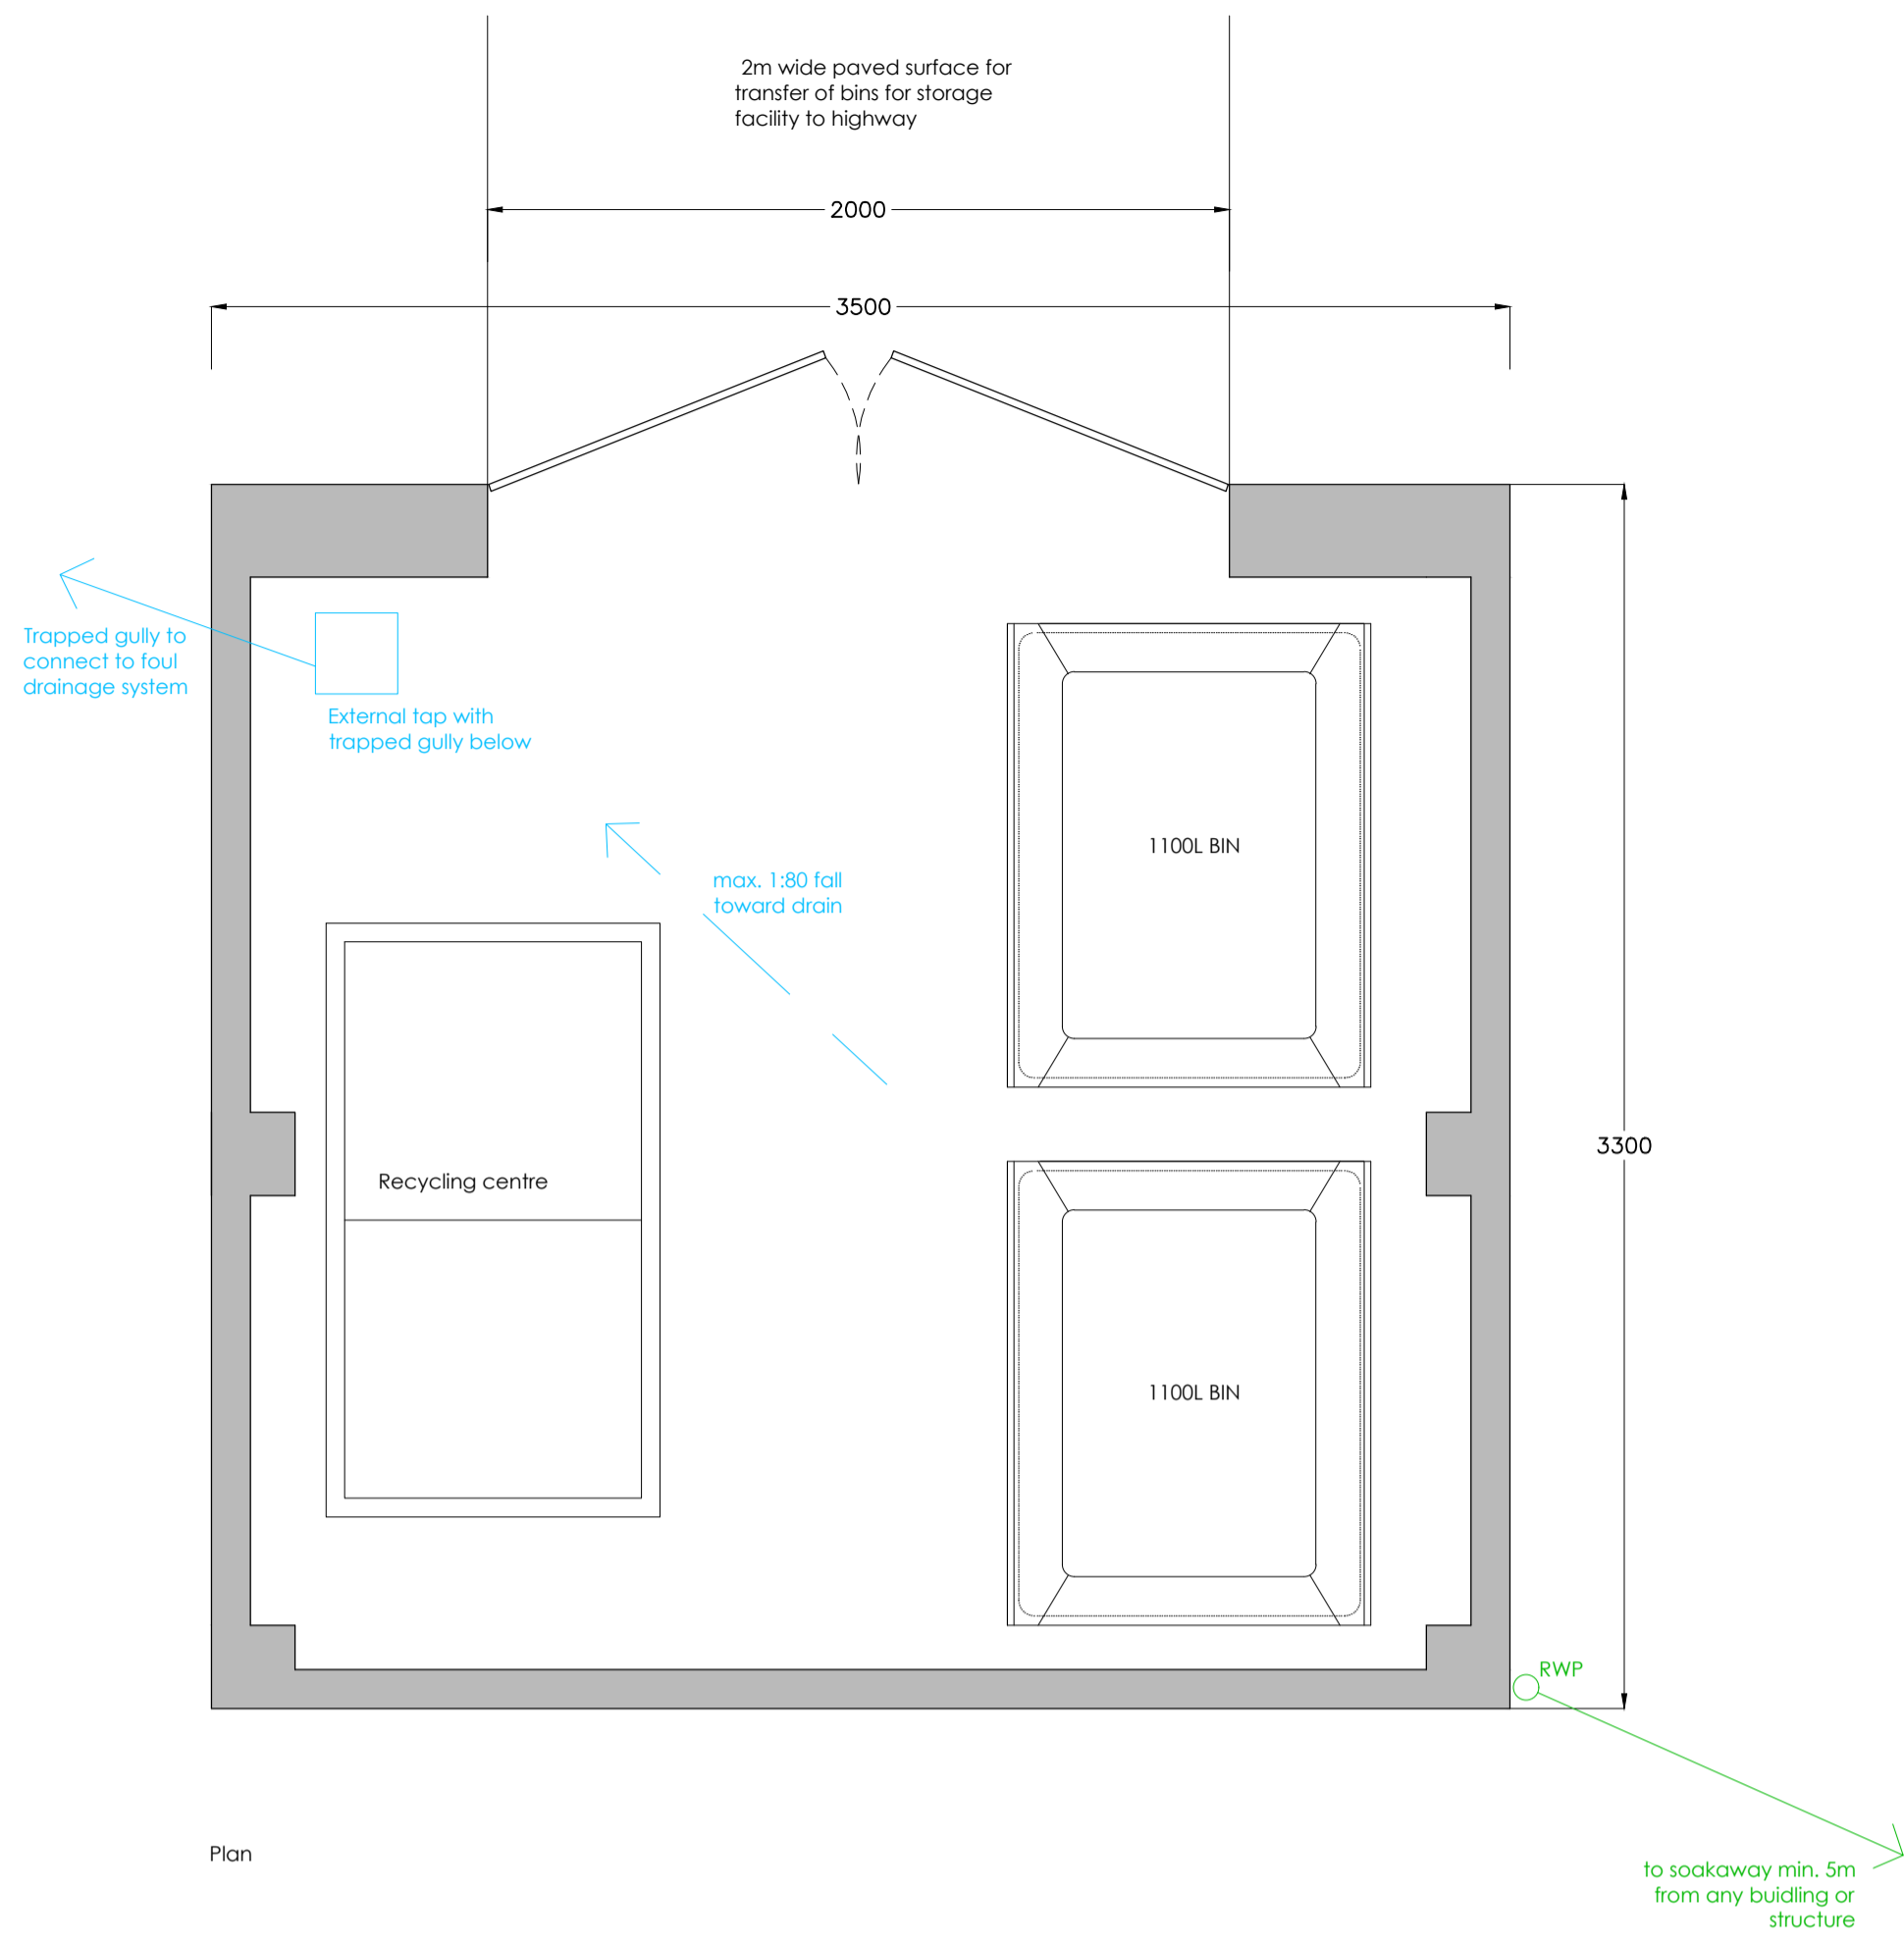 2m wide paved surface for
transfer of bins for storage
facility to highway
2000
3500
Trapped gully to
connect to foul
drainage system
External tap with
trapped gully below
max. 1:80 fall
toward drain
1100L BIN
3300
Recycling centre
1100L BIN
RWP
Plan
to soakaway min. 5m
from any buidling or
structure